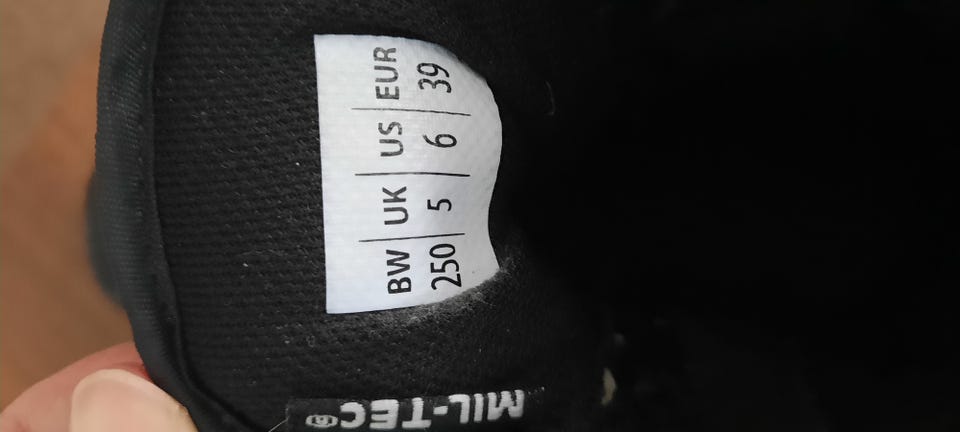 BW | UK | US | EUR
250 | 5 | 6 | 39
MIL-TEC®